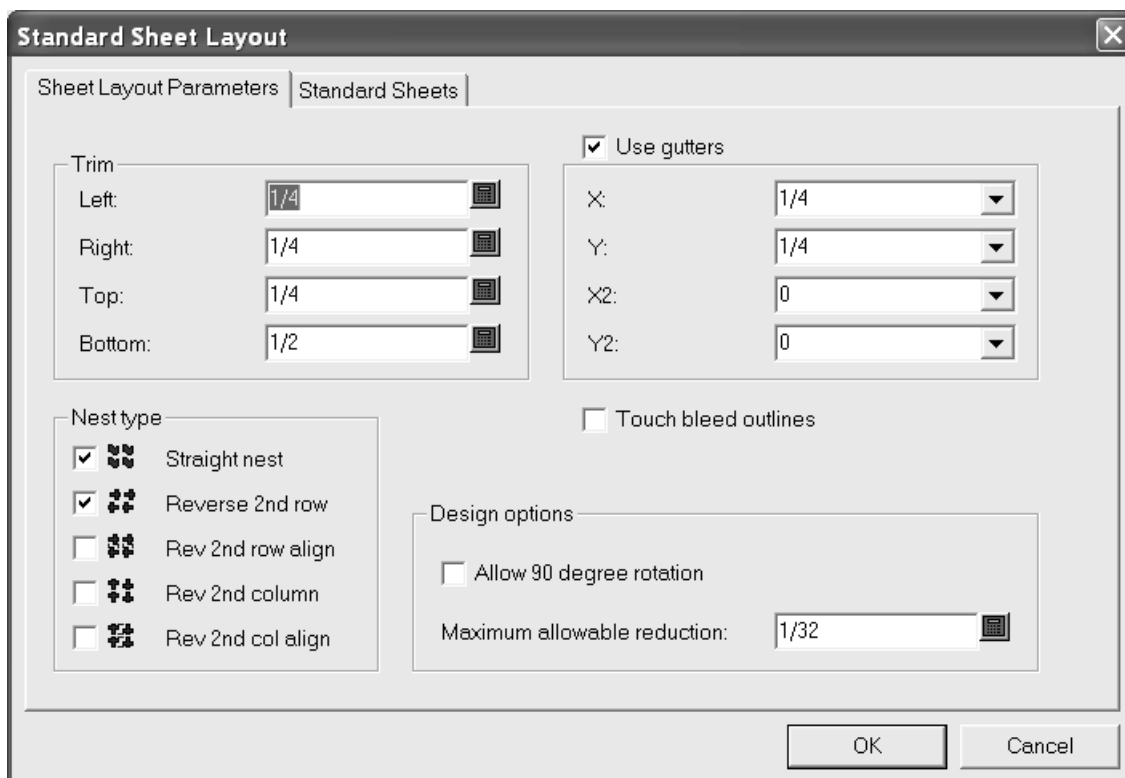 Standard Sheet Layout
Sheet Layout Parameters
Standard Sheets
Trim
Left: 1/4
Right: 1/4
Top: 1/4
Bottom: 1/2
Use gutters
X: 1/4
Y: 1/4
X2: 0
Y2: 0
Nest type
Straight nest
Reverse 2nd row
Rev 2nd row align
Rev 2nd column
Rev 2nd col align
Touch bleed outlines
Design options
Allow 90 degree rotation
Maximum allowable reduction: 1/32
OK
Cancel